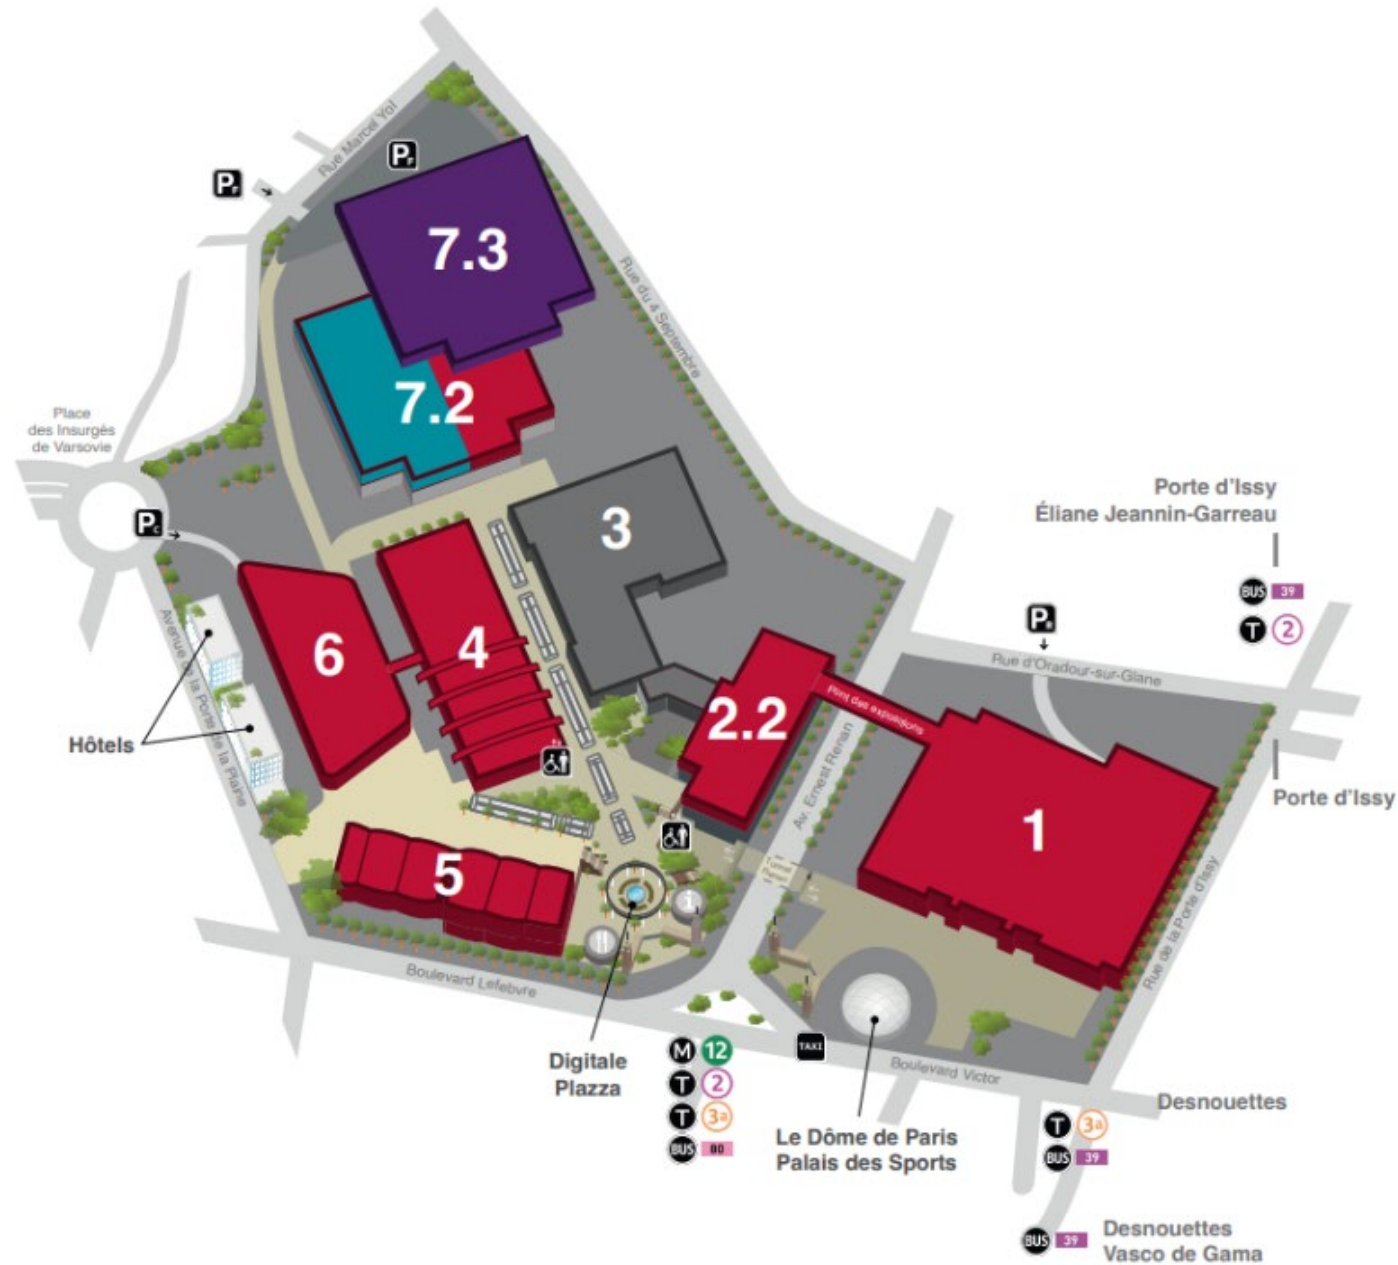 Rue Marcel Yol
P
P
7.3
Rue du 4 Septembre
7.2
Place
des Insurgés
de Varsovie
3
Porte d'Issy
Éliane Jeannin-Garreau
P
BUS 39
T 2
P
Rue d'Oradour-sur-Glane
6
4
2.2
Pont des expositions
Avenue de la Porte de la Plaine
Hôtels
Av. Ernest Renan
Porte d'Issy
1
5
Tunnel
Renan
i
Rue de la Porte d'Issy
Boulevard Lefebvre
TAXI
Boulevard Victor
Digitale
Plazza
M 12
T 2
T 3a
BUS 80
Le Dôme de Paris
Palais des Sports
Desnouettes
T 3a
BUS 39
BUS 39
Desnouettes
Vasco de Gama